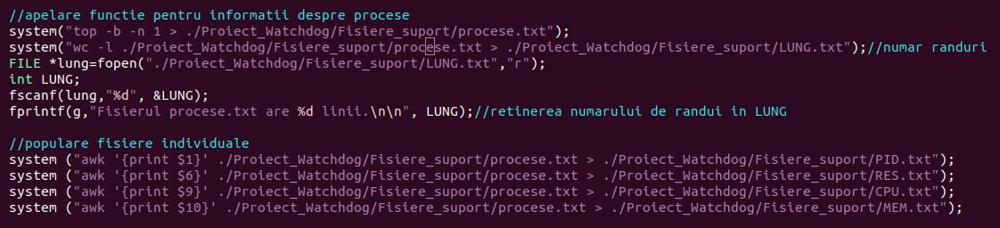 //apelare functie pentru informatii despre procese
system("top -b -n 1 > ./Proiect_Watchdog/Fisiere_suport/procese.txt");
system("wc -l ./Proiect_Watchdog/Fisiere_suport/procese.txt > ./Proiect_Watchdog/Fisiere_suport/LUNG.txt");//numar randuri
FILE *lung=fopen("./Proiect_Watchdog/Fisiere_suport/LUNG.txt","r");
int LUNG;
fscanf(lung,"%d", &LUNG);
fprintf(g,"Fisierul procese.txt are %d linii.\n\n", LUNG);//retinerea numarului de randui in LUNG

//populare fisiere individuale
system ("awk '{print $1}' ./Proiect_Watchdog/Fisiere_suport/procese.txt > ./Proiect_Watchdog/Fisiere_suport/PID.txt");
system ("awk '{print $6}' ./Proiect_Watchdog/Fisiere_suport/procese.txt > ./Proiect_Watchdog/Fisiere_suport/RES.txt");
system ("awk '{print $9}' ./Proiect_Watchdog/Fisiere_suport/procese.txt > ./Proiect_Watchdog/Fisiere_suport/CPU.txt");
system ("awk '{print $10}' ./Proiect_Watchdog/Fisiere_suport/procese.txt > ./Proiect_Watchdog/Fisiere_suport/MEM.txt");